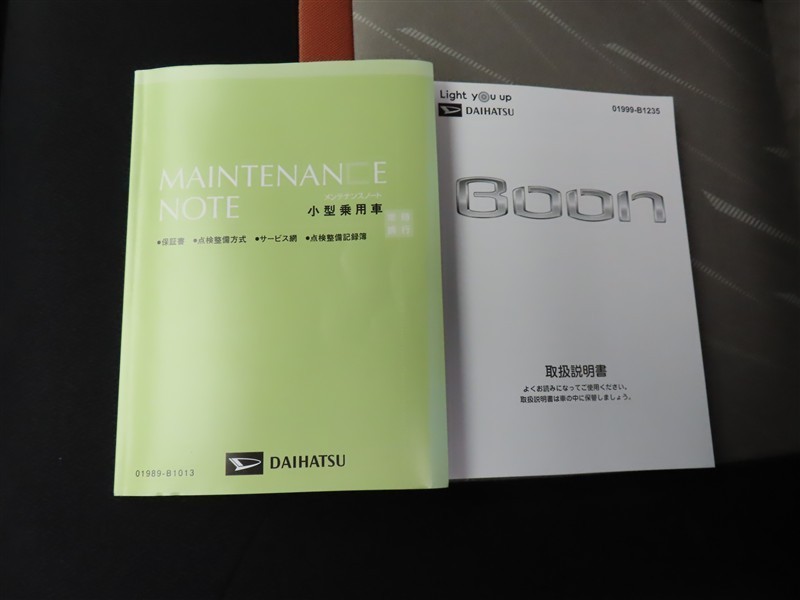 MAINTENANCE
NOTE
メンテナンスノート
小型乗用車
●保証書 ●点検整備方式 ●サービス網 ●点検整備記録簿
01989-B1013
DAIHATSU
Light you up
DAIHATSU
01999-B1235
Boon
取扱説明書
よくお読みになってご使用ください。
取扱説明書は車の中に保管しましょう。